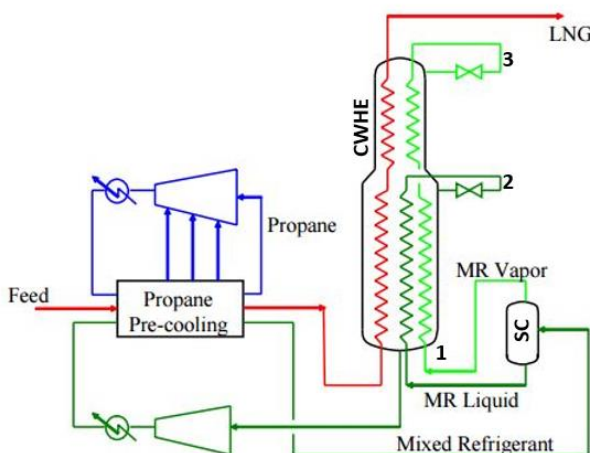 LNG
3
CWHE
2
Propane
MR Vapor
Feed
Propane
Pre-cooling
SC
1
MR Liquid
Mixed Refrigerant